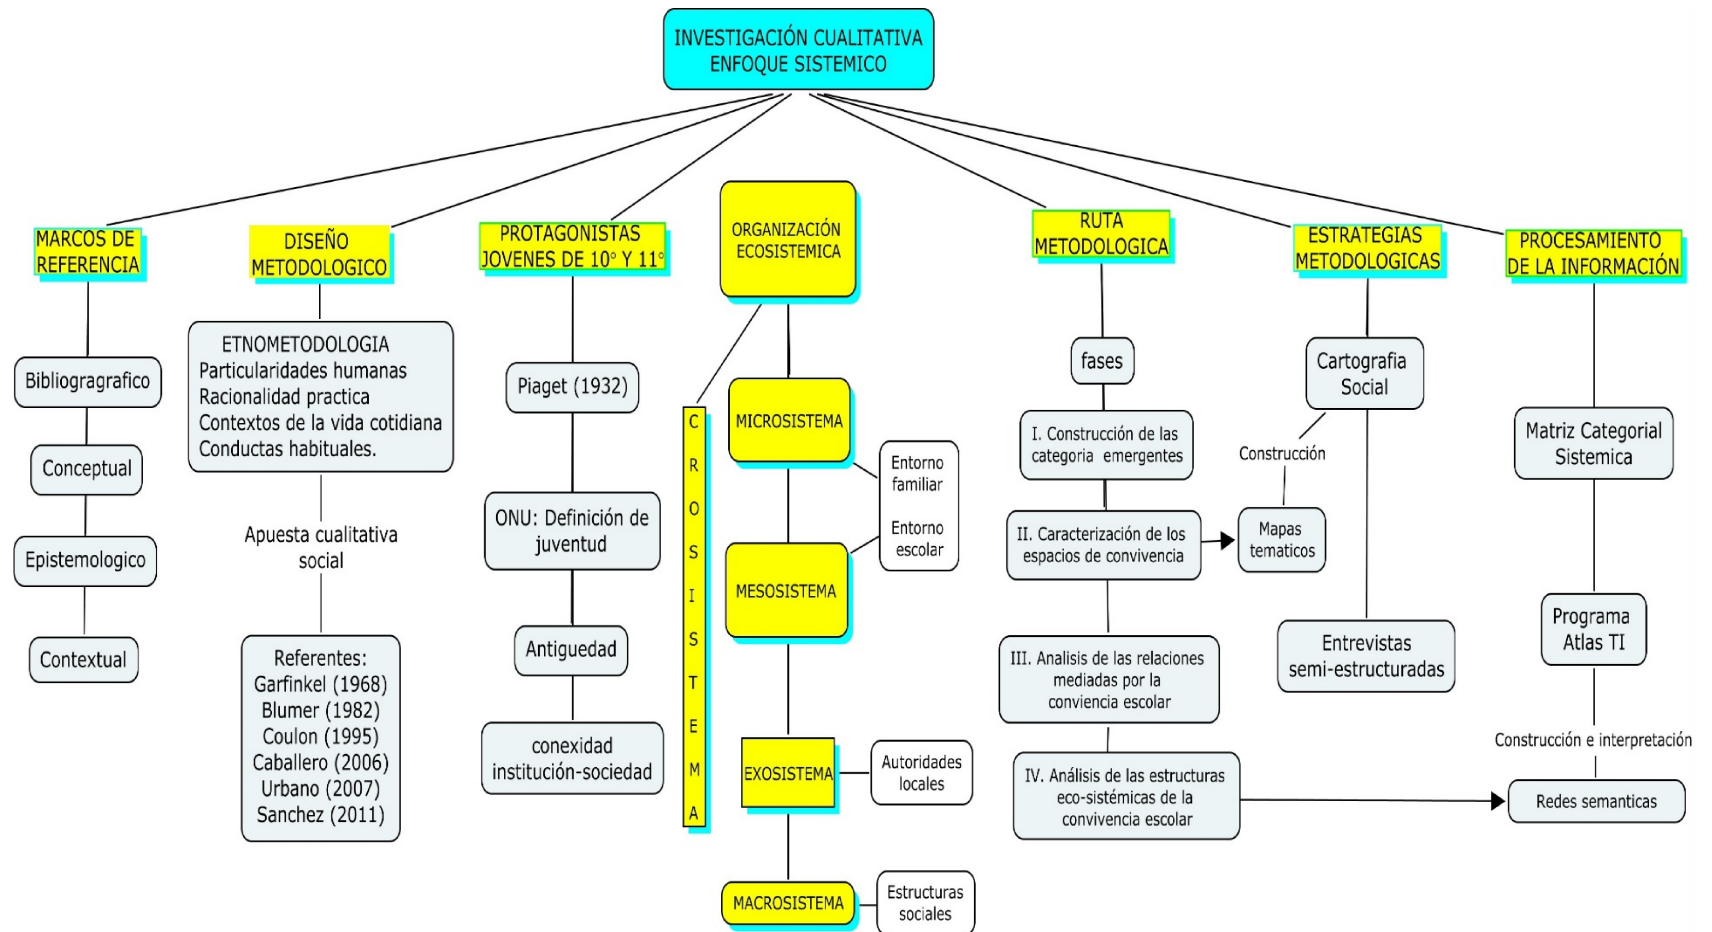 INVESTIGACIÓN CUALITATIVA
ENFOQUE SISTEMICO
MARCOS DE
REFERENCIA
Bibliogragrafico
Conceptual
Epistemologico
Contextual
DISEÑO
METODOLOGICO
ETNOMETODOLOGIA
Particularidades humanas
Racionalidad practica
Contextos de la vida cotidiana
Conductas habituales.
Apuesta cualitativa
social
Referentes:
Garfinkel (1968)
Blumer (1982)
Coulon (1995)
Caballero (2006)
Urbano (2007)
Sanchez (2011)
PROTAGONISTAS
JOVENES DE 10° Y 11°
Piaget (1932)
ONU: Definición de
juventud
Antiguedad
conexidad
institución-sociedad
ORGANIZACIÓN
ECOSISTEMICA
C
R
O
S
I
S
T
E
M
A
MICROSISTEMA
Entorno
familiar
Entorno
escolar
MESOSISTEMA
EXOSISTEMA
Autoridades
locales
MACROSISTEMA
Estructuras
sociales
RUTA
METODOLOGICA
fases
I. Construcción de las
categoria emergentes
II. Caracterización de los
espacios de convivencia
III. Analisis de las relaciones
mediadas por la
conviencia escolar
IV. Análisis de las estructuras
eco-sistémicas de la
convivencia escolar
ESTRATEGIAS
METODOLOGICAS
Cartografia
Social
Construcción
Mapas
tematicos
Entrevistas
semi-estructuradas
PROCESAMIENTO
DE LA INFORMACIÓN
Matriz Categorial
Sistemica
Programa
Atlas TI
Construcción e interpretación
Redes semanticas